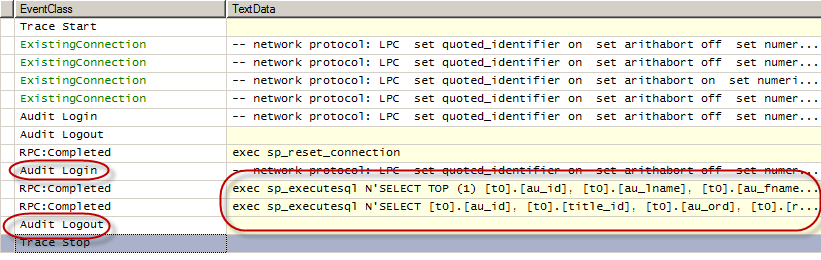 EventClass TextData
Trace Start
ExistingConnection -- network protocol: LPC set quoted_identifier on set arithabort off set numer...
ExistingConnection -- network protocol: LPC set quoted_identifier on set arithabort off set numer...
ExistingConnection -- network protocol: LPC set quoted_identifier on set arithabort on set numeri...
ExistingConnection -- network protocol: LPC set quoted_identifier on set arithabort off set numer...
Audit Login -- network protocol: LPC set quoted_identifier on set arithabort off set numer...
Audit Logout
RPC:Completed exec sp_reset_connection
Audit Login -- network protocol: LPC set quoted_identifier on set arithabort off set numer...
RPC:Completed exec sp_executesql N'SELECT TOP (1) [t0].[au_id], [t0].[au_lname], [t0].[au_fname...
RPC:Completed exec sp_executesql N'SELECT [t0].[au_id], [t0].[title_id], [t0].[au_ord], [t0].[r...
Audit Logout
Trace Stop